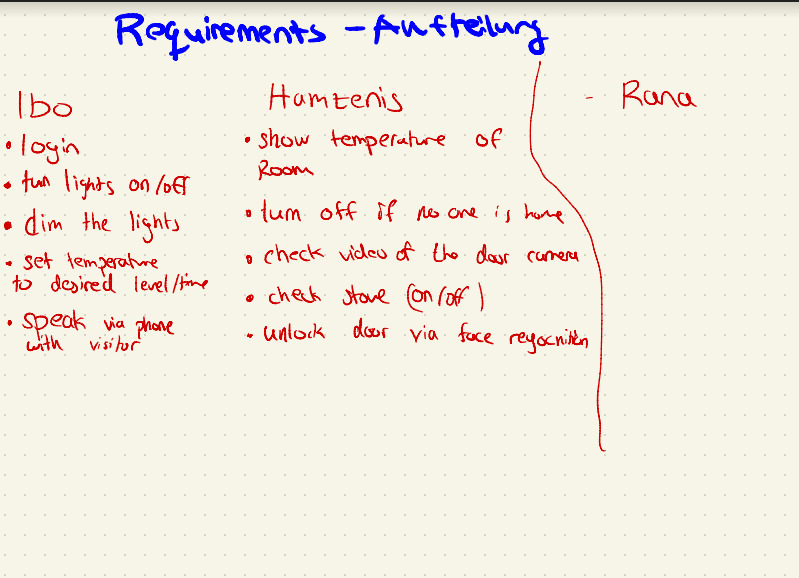 Requirements - Aufteilung
Ibo
• login
• turn lights on/off
• dim the lights
• set temperature
to desired level/time
• speak via phone
with visitor
Hamzenis
• show temperature of
Room
• turn off if no one is home
• check video of the door camera
• check stove (on/off)
• unlock door via face reyocnition
- Rana